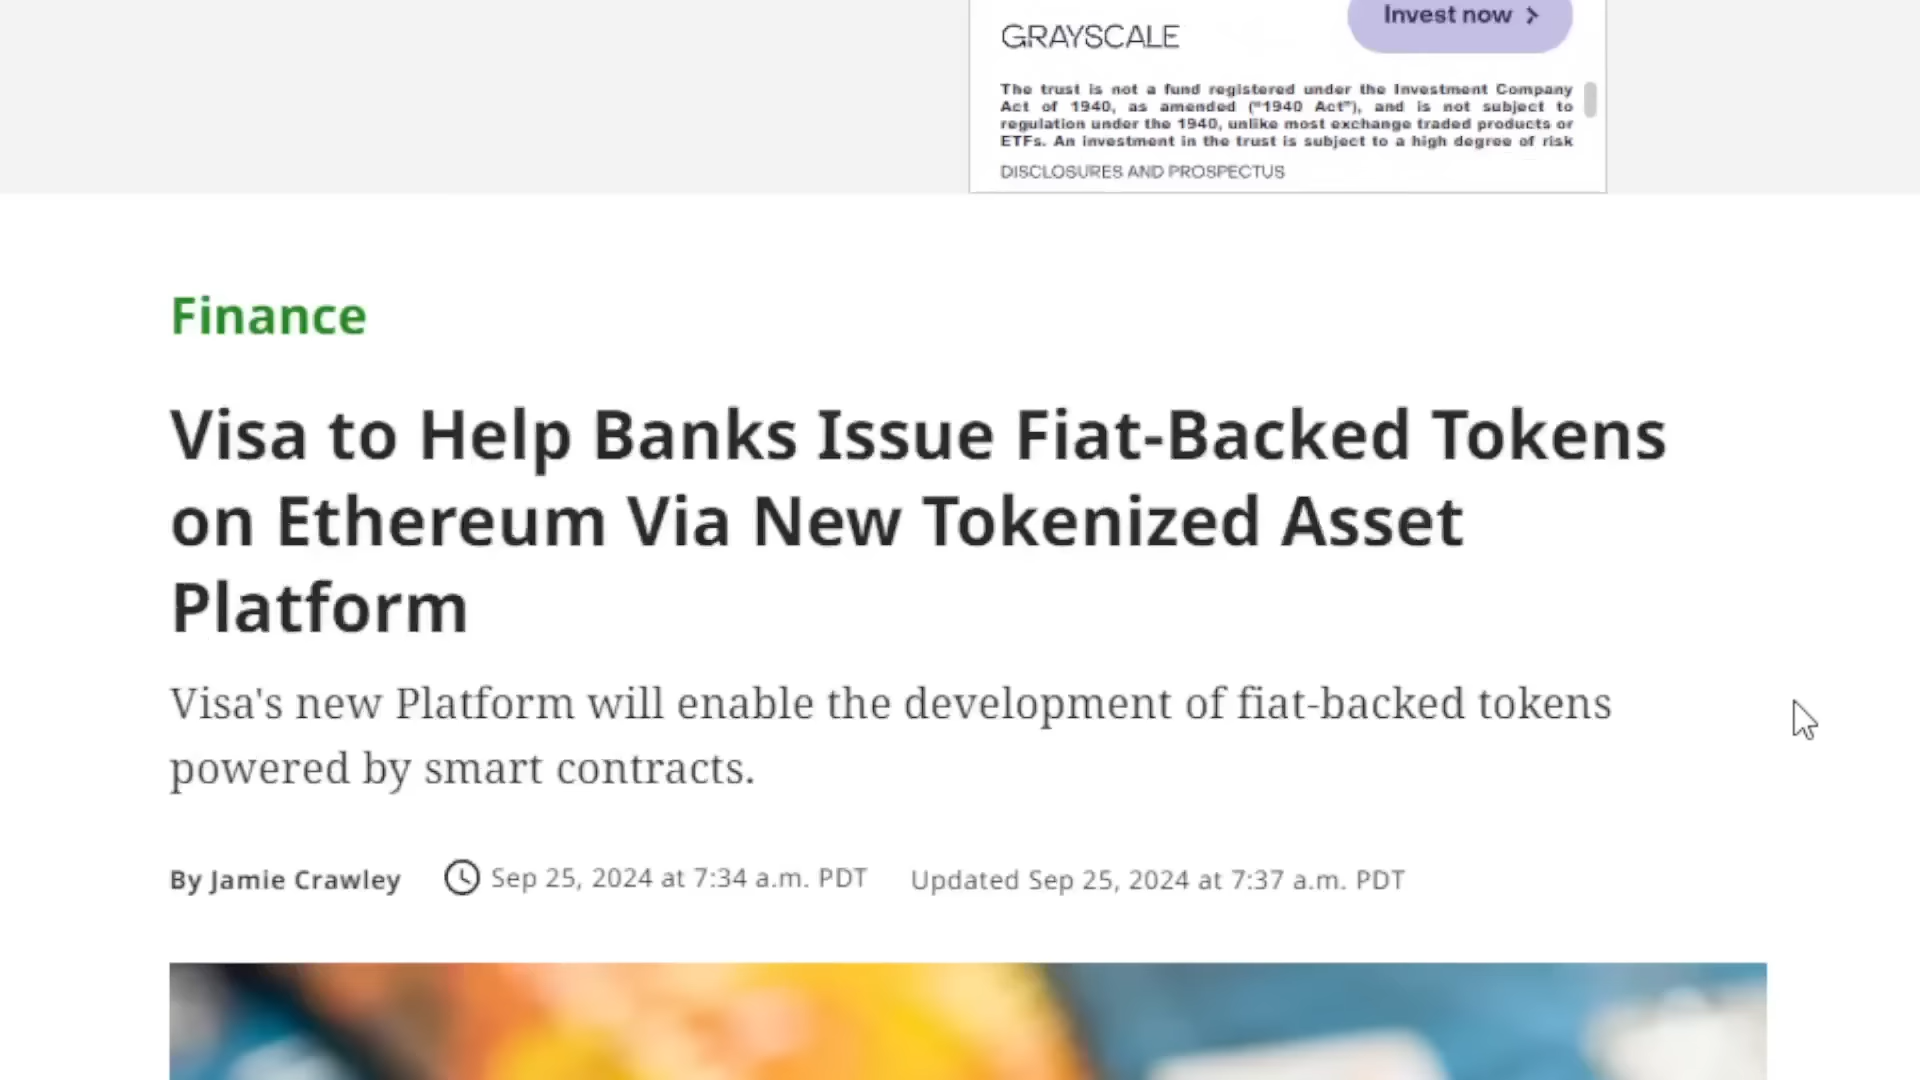 Invest now
GRAYSCALE
The trust is not a fund registered under the Investment Company
Act of 1940, as amended ("1940 Act"), and is not subject to
regulation under the 1940, unlike most exchange traded products or
ETFs. An investment in the trust is subject to a high degree of risk
DISCLOSURES AND PROSPECTUS
Finance
Visa to Help Banks Issue Fiat-Backed Tokens
on Ethereum Via New Tokenized Asset
Platform
Visa's new Platform will enable the development of fiat-backed tokens
powered by smart contracts.
By Jamie Crawley Sep 25, 2024 at 7:34 a.m. PDT Updated Sep 25, 2024 at 7:37 a.m. PDT